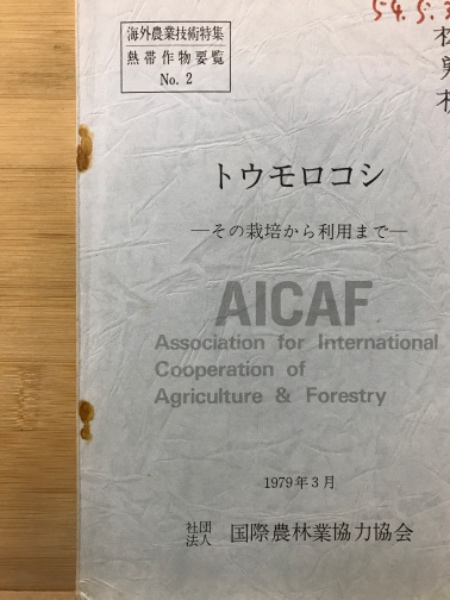 54.5.
海外農業技術特集
熱帯作物要覧
No. 2
トウモロコシ
—その栽培から利用まで—
AICAF
Association for International
Cooperation of
Agriculture & Forestry
1979年3月
社団法人 国際農林業協力協会